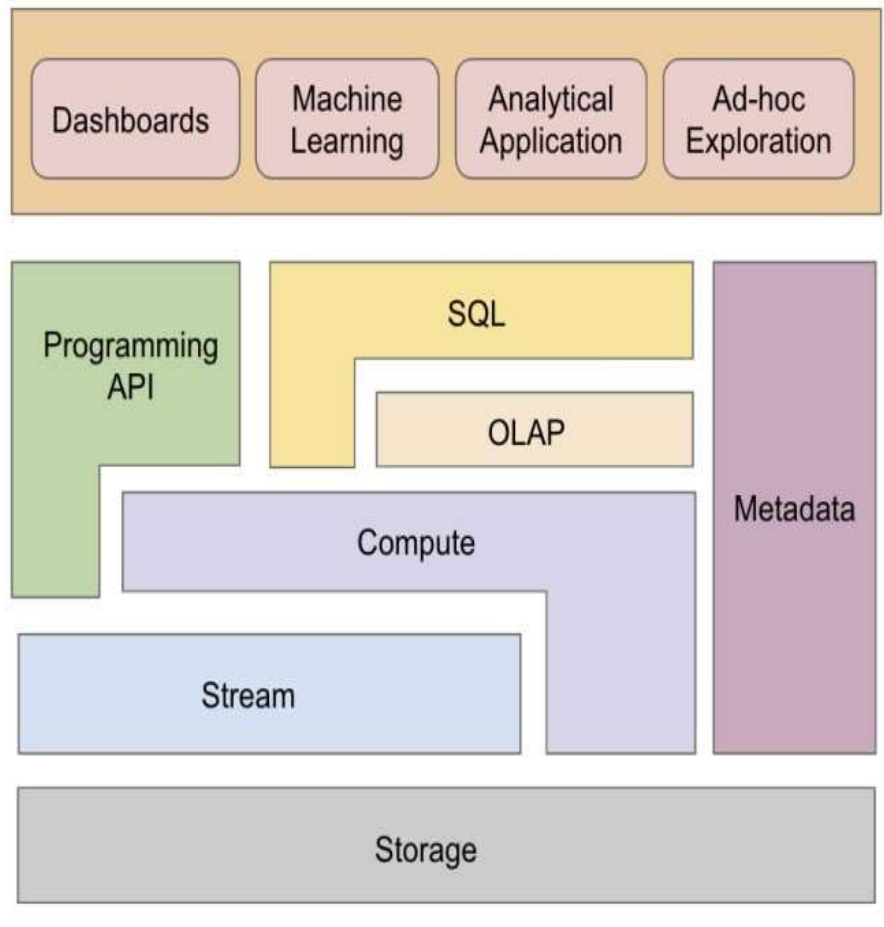 Dashboards
Machine
Learning
Analytical
Application
Ad-hoc
Exploration
Programming
API
SQL
OLAP
Compute
Metadata
Stream
Storage